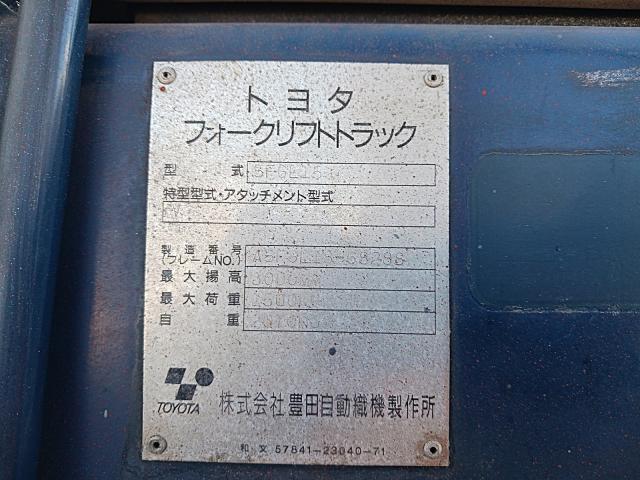 トヨタ
フォークリフトトラック
型 式
特型型式・アタッチメント型式
製造番号
(フレームNO.)
最大揚高
最大荷重
自 重
TOYOTA 株式会社 豊田自動織機製作所
和 文 57841-23040-71